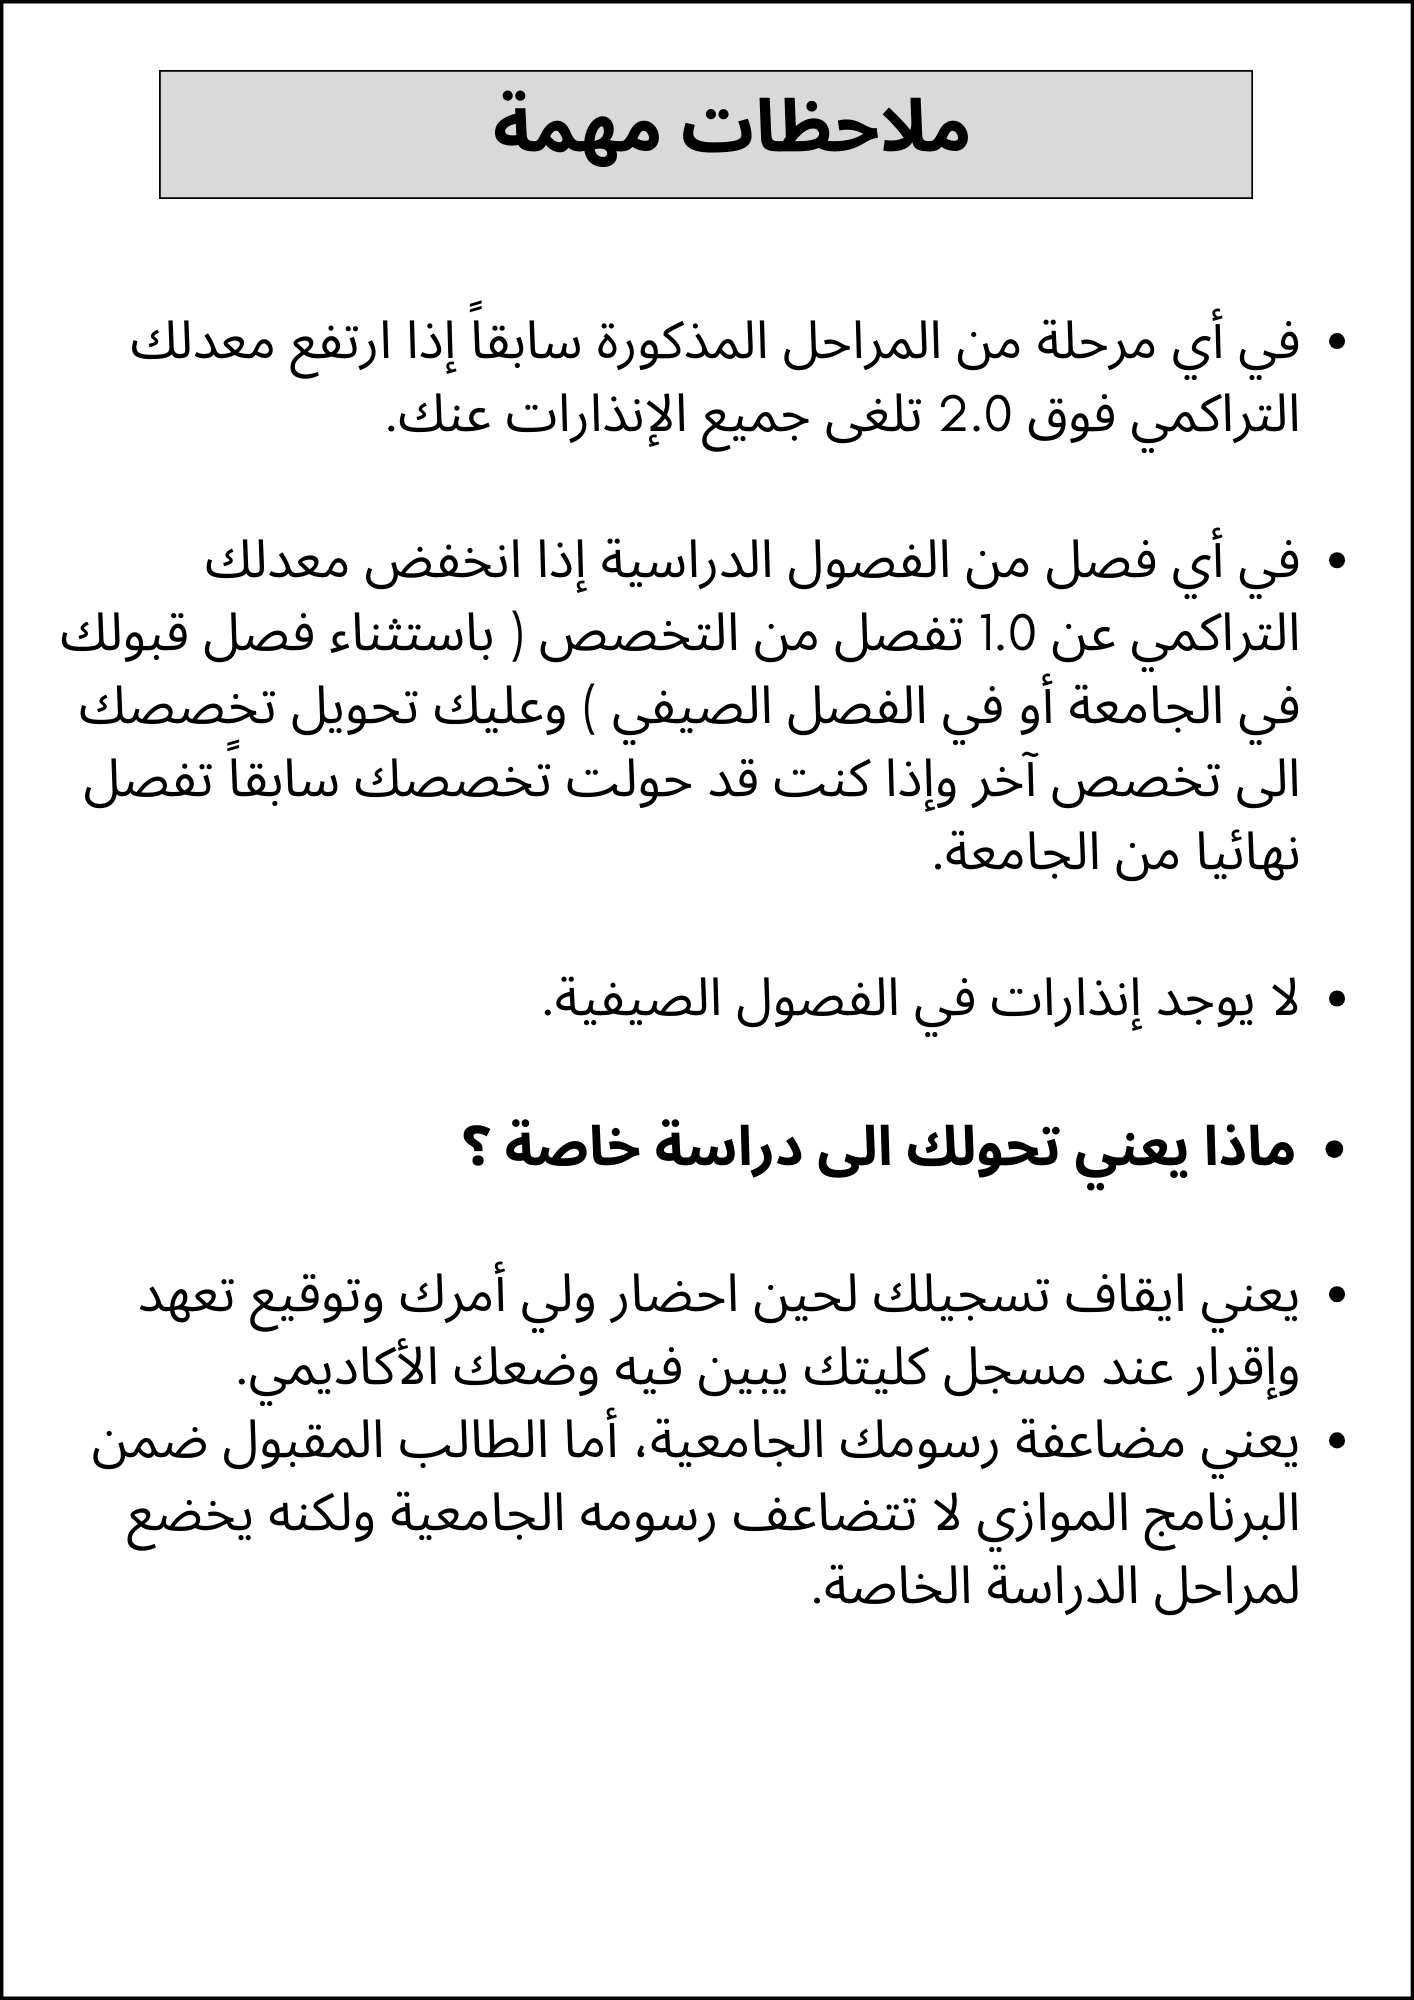 ملاحظات مهمة
• في أي مرحلة من المراحل المذكورة سابقاً إذا ارتفع معدلك
التراكمي فوق 2.0 تلغى جميع الإنذارات عنك.
• في أي فصل من الفصول الدراسية إذا انخفض معدلك
التراكمي عن 1.0 تفصل من التخصص ( باستثناء فصل قبولك
في الجامعة أو في الفصل الصيفي ) وعليك تحويل تخصصك
الى تخصص آخر وإذا كنت قد حولت تخصصك سابقاً تفصل
نهائيا من الجامعة.
• لا يوجد إنذارات في الفصول الصيفية.
• ماذا يعني تحولك الى دراسة خاصة ؟
• يعني ايقاف تسجيلك لحين احضار ولي أمرك وتوقيع تعهد
وإقرار عند مسجل كليتك يبين فيه وضعك الأكاديمي.
• يعني مضاعفة رسومك الجامعية، أما الطالب المقبول ضمن
البرنامج الموازي لا تتضاعف رسومه الجامعية ولكنه يخضع
لمراحل الدراسة الخاصة.